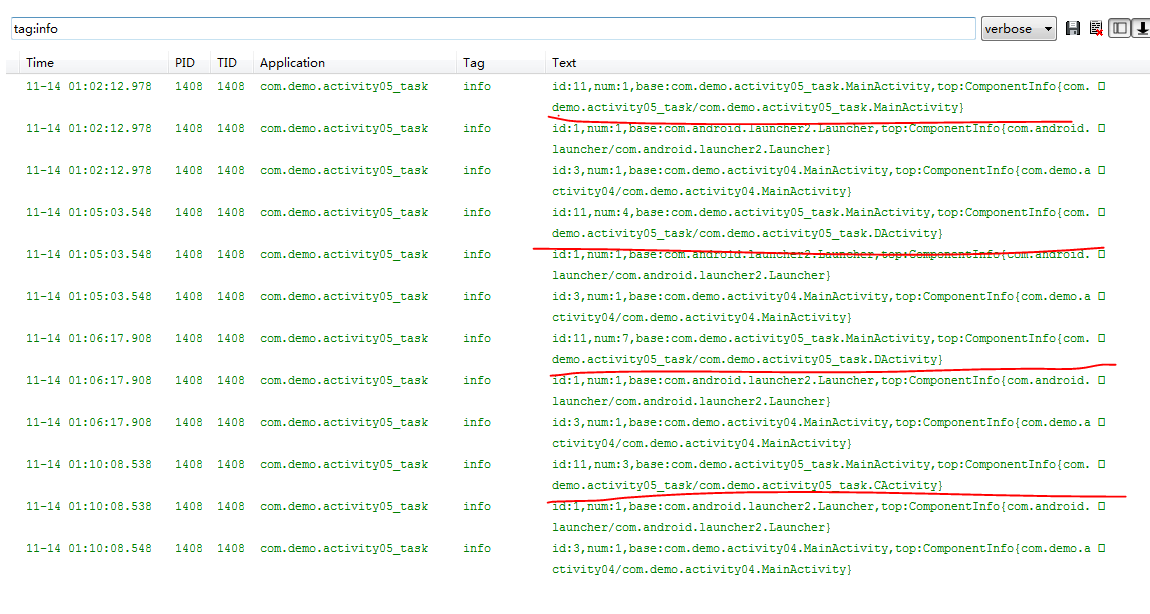 tag:info
verbose
Time PID TID Application Tag Text
11-14 01:02:12.978 1408 1408 com.demo.activity05_task info id:11,num:1,base:com.demo.activity05_task.MainActivity,top:ComponentInfo{com.
demo.activity05_task/com.demo.activity05_task.MainActivity}
11-14 01:02:12.978 1408 1408 com.demo.activity05_task info id:1,num:1,base:com.android.launcher2.Launcher,top:ComponentInfo{com.android.
launcher/com.android.launcher2.Launcher}
11-14 01:02:12.978 1408 1408 com.demo.activity05_task info id:3,num:1,base:com.demo.activity04.MainActivity,top:ComponentInfo{com.demo.a
ctivity04/com.demo.activity04.MainActivity}
11-14 01:05:03.548 1408 1408 com.demo.activity05_task info id:11,num:4,base:com.demo.activity05_task.MainActivity,top:ComponentInfo{com.
demo.activity05_task/com.demo.activity05_task.DActivity}
11-14 01:05:03.548 1408 1408 com.demo.activity05_task info id:1,num:1,base:com.android.launcher2.Launcher,top:ComponentInfo{com.android.
launcher/com.android.launcher2.Launcher}
11-14 01:05:03.548 1408 1408 com.demo.activity05_task info id:3,num:1,base:com.demo.activity04.MainActivity,top:ComponentInfo{com.demo.a
ctivity04/com.demo.activity04.MainActivity}
11-14 01:06:17.908 1408 1408 com.demo.activity05_task info id:11,num:7,base:com.demo.activity05_task.MainActivity,top:ComponentInfo{com.
demo.activity05_task/com.demo.activity05_task.DActivity}
11-14 01:06:17.908 1408 1408 com.demo.activity05_task info id:1,num:1,base:com.android.launcher2.Launcher,top:ComponentInfo{com.android.
launcher/com.android.launcher2.Launcher}
11-14 01:06:17.908 1408 1408 com.demo.activity05_task info id:3,num:1,base:com.demo.activity04.MainActivity,top:ComponentInfo{com.demo.a
ctivity04/com.demo.activity04.MainActivity}
11-14 01:10:08.538 1408 1408 com.demo.activity05_task info id:11,num:3,base:com.demo.activity05_task.MainActivity,top:ComponentInfo{com.
demo.activity05_task/com.demo.activity05_task.CActivity}
11-14 01:10:08.538 1408 1408 com.demo.activity05_task info id:1,num:1,base:com.android.launcher2.Launcher,top:ComponentInfo{com.android.
launcher/com.android.launcher2.Launcher}
11-14 01:10:08.548 1408 1408 com.demo.activity05_task info id:3,num:1,base:com.demo.activity04.MainActivity,top:ComponentInfo{com.demo.a
ctivity04/com.demo.activity04.MainActivity}